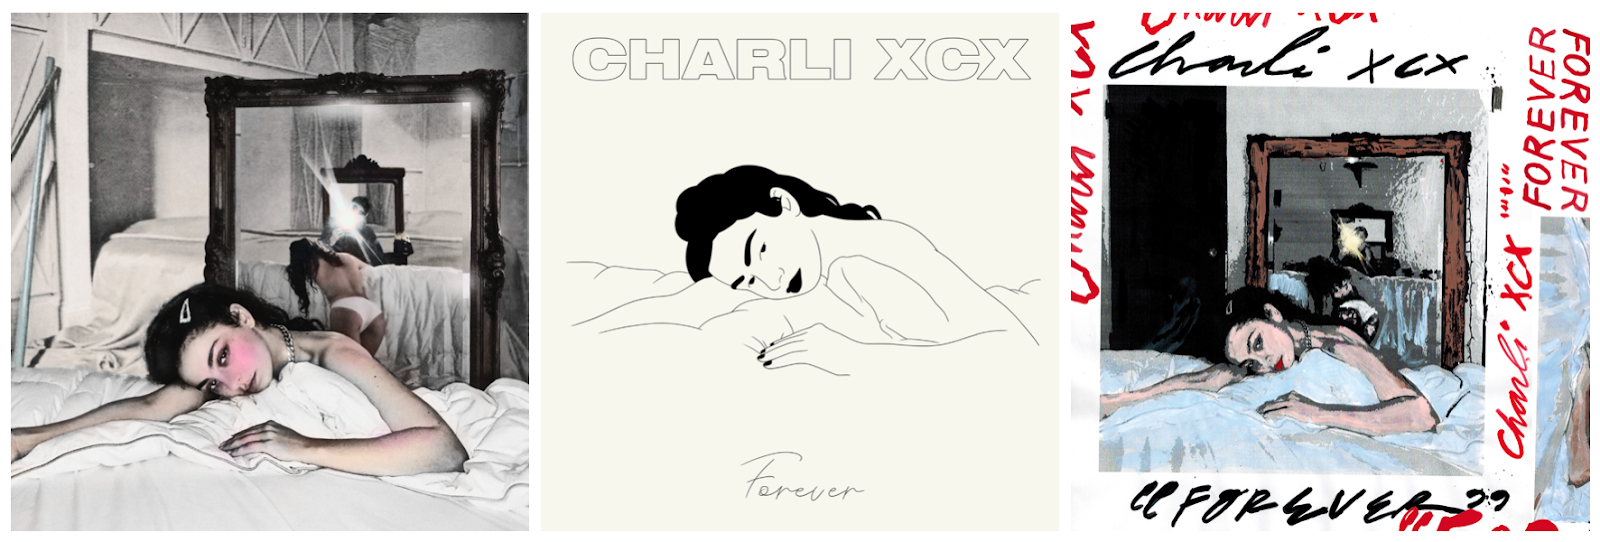 CHARLI XCX
Forever
Charli XCX
FOREVER
FOREVER
Charli XCX
"FOREVER"